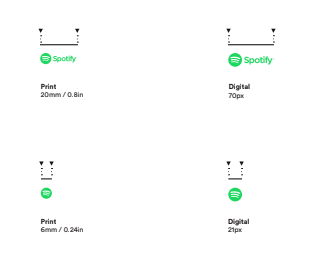 Spotify
Spotify
Print
20mm / 0.8in
Digital
70px
Print
6mm / 0.24in
Digital
21px